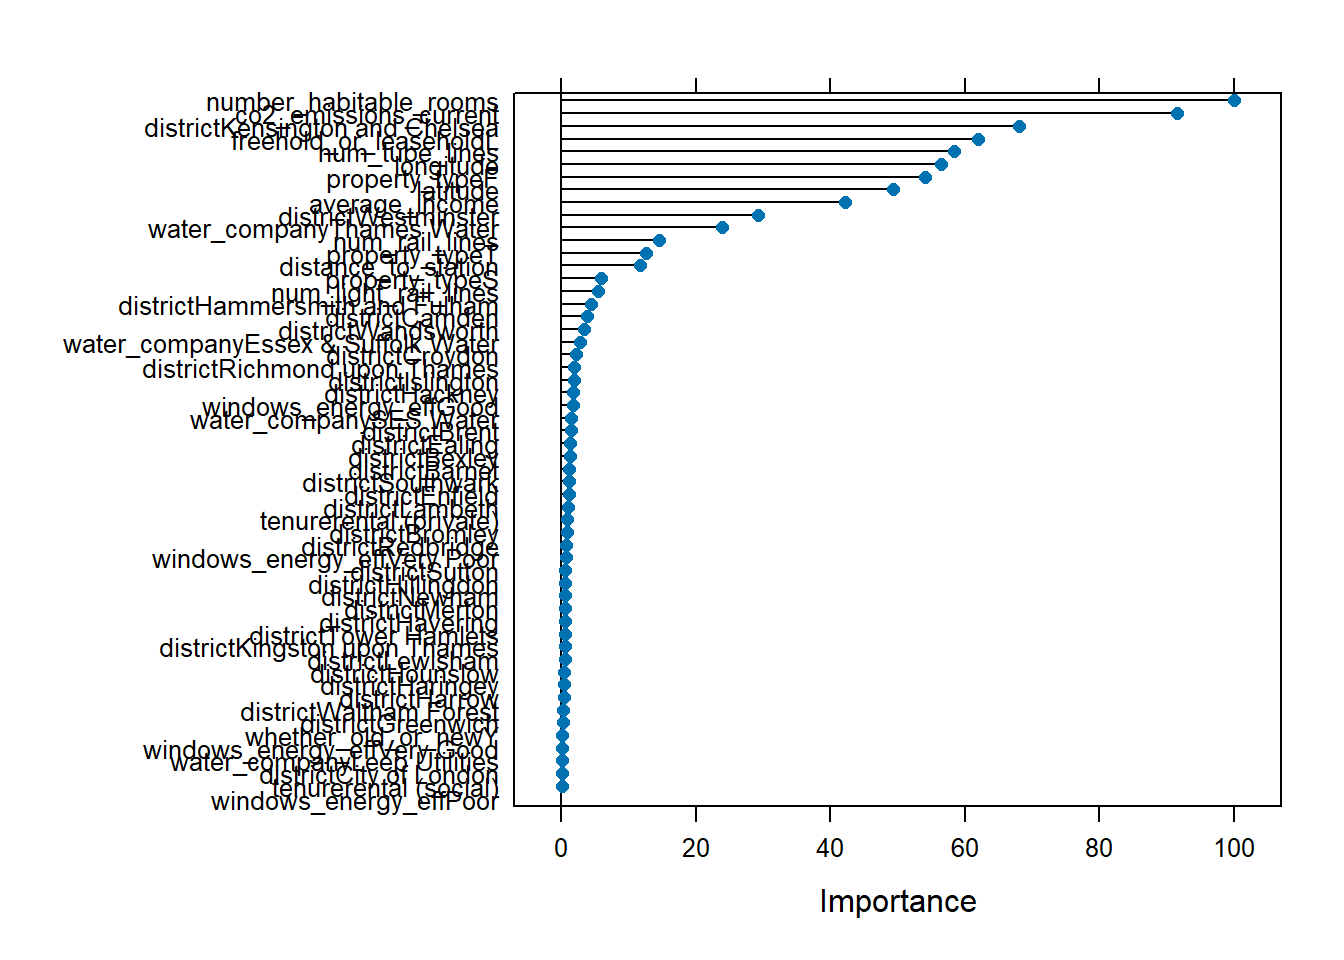 number_habitable_rooms
co2_emissions_current
districtKensington and Chelsea
freehold_or_leaseholdL
num_tube_lines
longitude
property_typeF
latitude
average_income
districtWestminster
water_companyThames Water
num_rail_lines
property_typeT
distance_to_station
property_typeS
num_light_rail_lines
districtHammersmith and Fulham
districtCamden
districtWandsworth
water_companyEssex & Suffolk Water
districtCroydon
districtRichmond upon Thames
districtIslington
districtHackney
windows_energy_effGood
water_companySES Water
districtBrent
districtEaling
districtBexley
districtBarnet
districtSouthwark
districtEnfield
districtLambeth
tenurerental (private)
districtBromley
districtRedbridge
windows_energy_effVery Poor
districtSutton
districtHillingdon
districtNewham
districtMerton
districtHavering
districtTower Hamlets
districtKingston upon Thames
districtLewisham
districtHounslow
districtHaringey
districtHarrow
districtWaltham Forest
districtGreenwich
whether_old_or_newY
windows_energy_effVery Good
water_companyLeep Utilities
districtCity of London
tenurerental (social)
windows_energy_effPoor
0 20 40 60 80 100
Importance